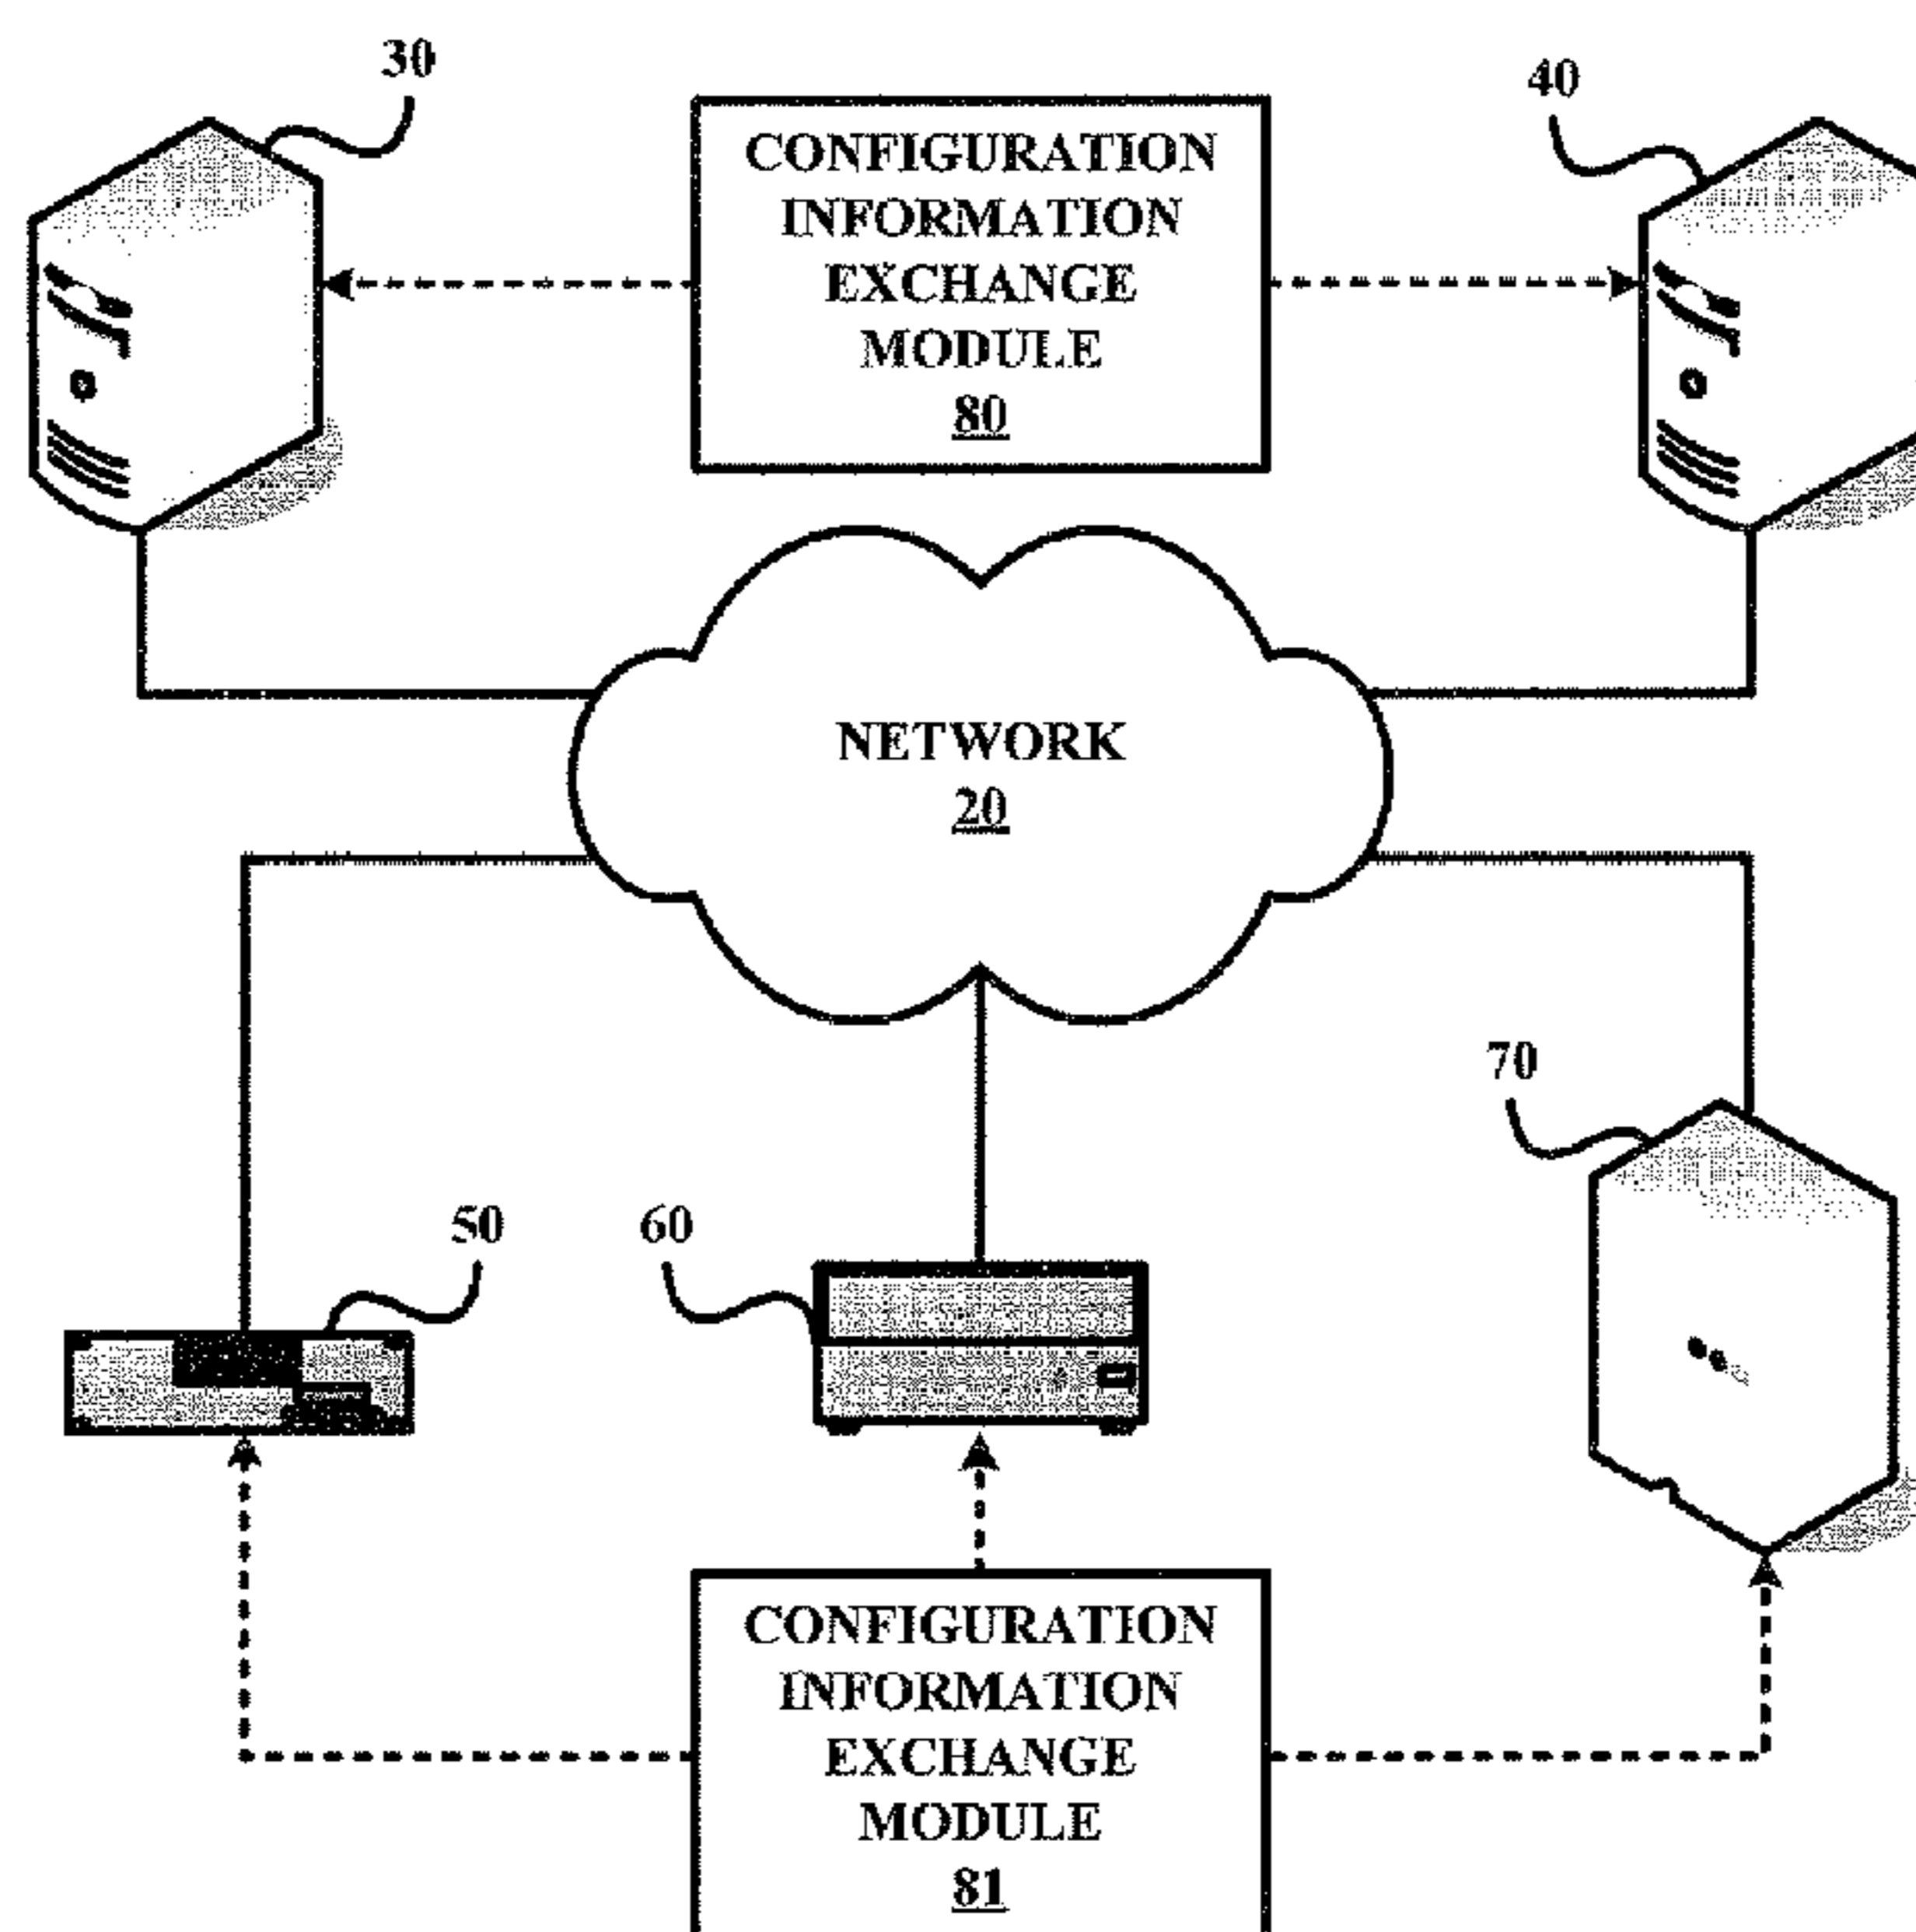 30
40
CONFIGURATION
INFORMATION
EXCHANGE
MODULE
80
NETWORK
20
70
50
60
CONFIGURATION
INFORMATION
EXCHANGE
MODULE
81